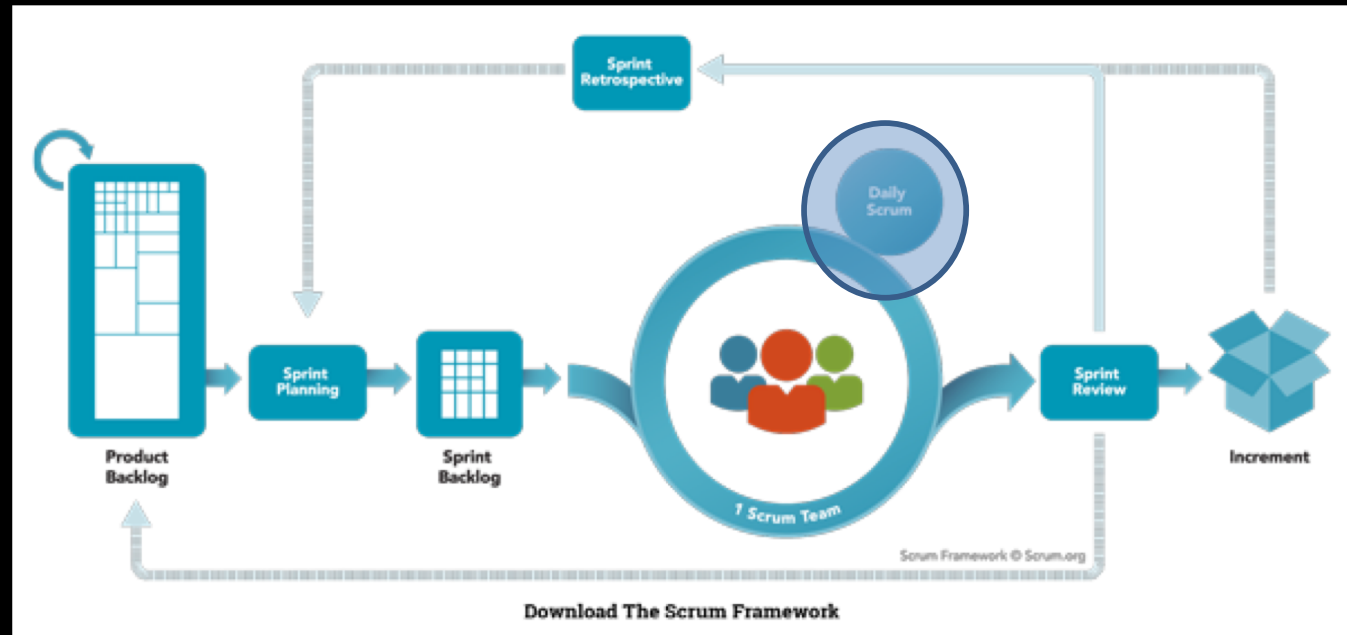 Sprint
Retrospective
Daily
Scrum
Sprint
Planning
Sprint
Review
Product
Backlog
Sprint
Backlog
Increment
1 Scrum Team
Scrum Framework © Scrum.org
Download The Scrum Framework